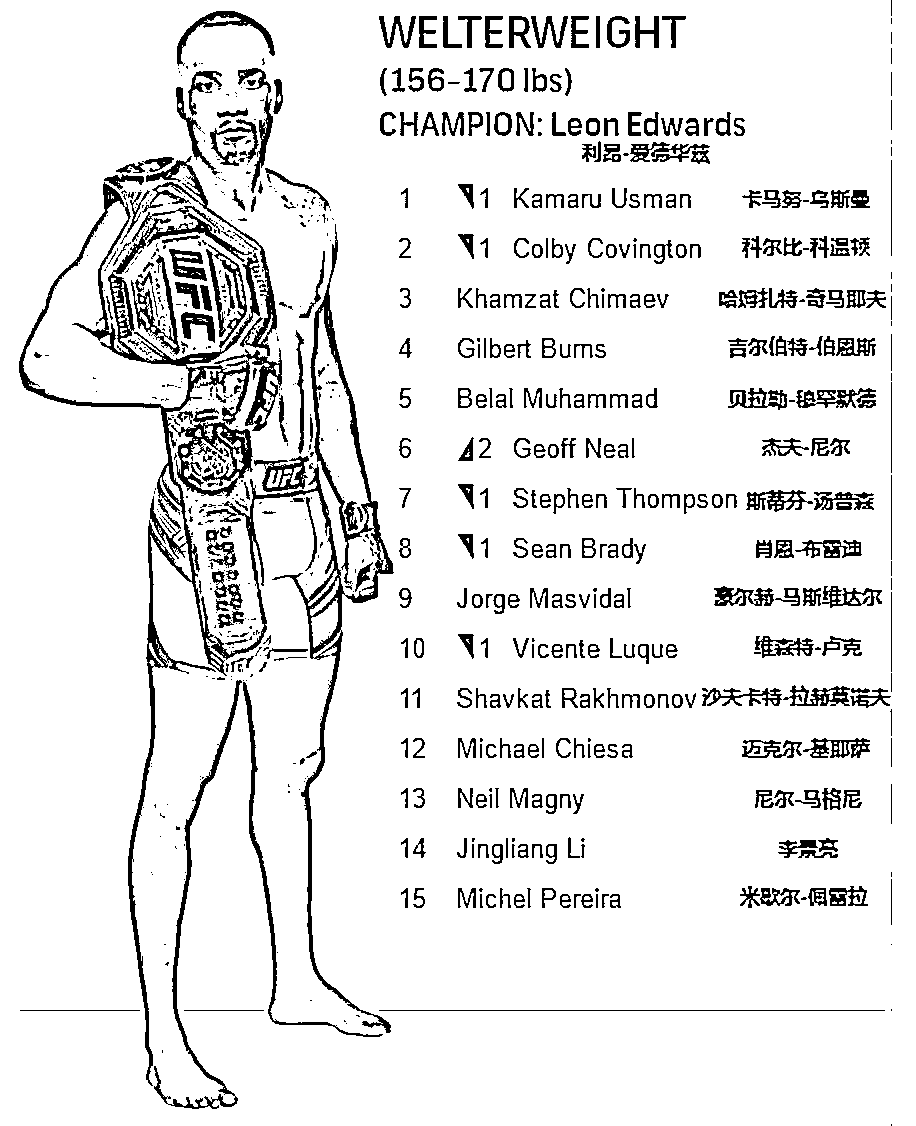 WELTERWEIGHT
(156-170 lbs)
CHAMPION: Leon Edwards
利昂-爱德华兹
1 1 Kamaru Usman 卡马努-乌斯曼
2 1 Colby Covington 科尔比-科温顿
3 Khamzat Chimaev 哈姆扎特-奇马耶夫
4 Gilbert Burns 吉尔伯特-伯恩斯
5 Belal Muhammad 贝拉勒-穆罕默德
6 2 Geoff Neal 杰夫-尼尔
7 1 Stephen Thompson 斯蒂芬-汤普森
8 1 Sean Brady 肖恩-布雷迪
9 Jorge Masvidal 豪尔赫-马斯维达尔
10 1 Vicente Luque 维森特-卢克
11 Shavkat Rakhmonov 沙夫卡特-拉赫莫诺夫
12 Michael Chiesa 迈克尔-基耶萨
13 Neil Magny 尼尔-马格尼
14 Jingliang Li 李景亮
15 Michel Pereira 米歇尔-佩雷拉
UFC
UFC